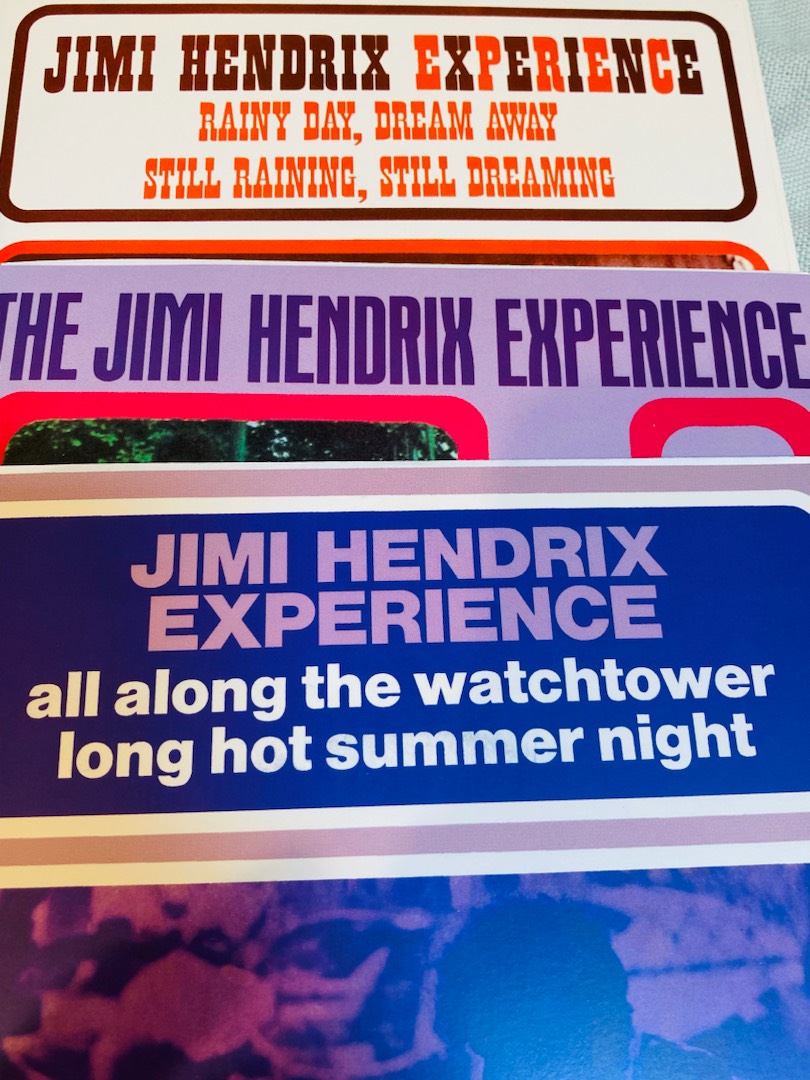 JIMI HENDRIX EXPERIENCE
RAINY DAY, DREAM AWAY
STILL RAINING, STILL DREAMING
THE JIMI HENDRIX EXPERIENCE
JIMI HENDRIX
EXPERIENCE
all along the watchtower
long hot summer night